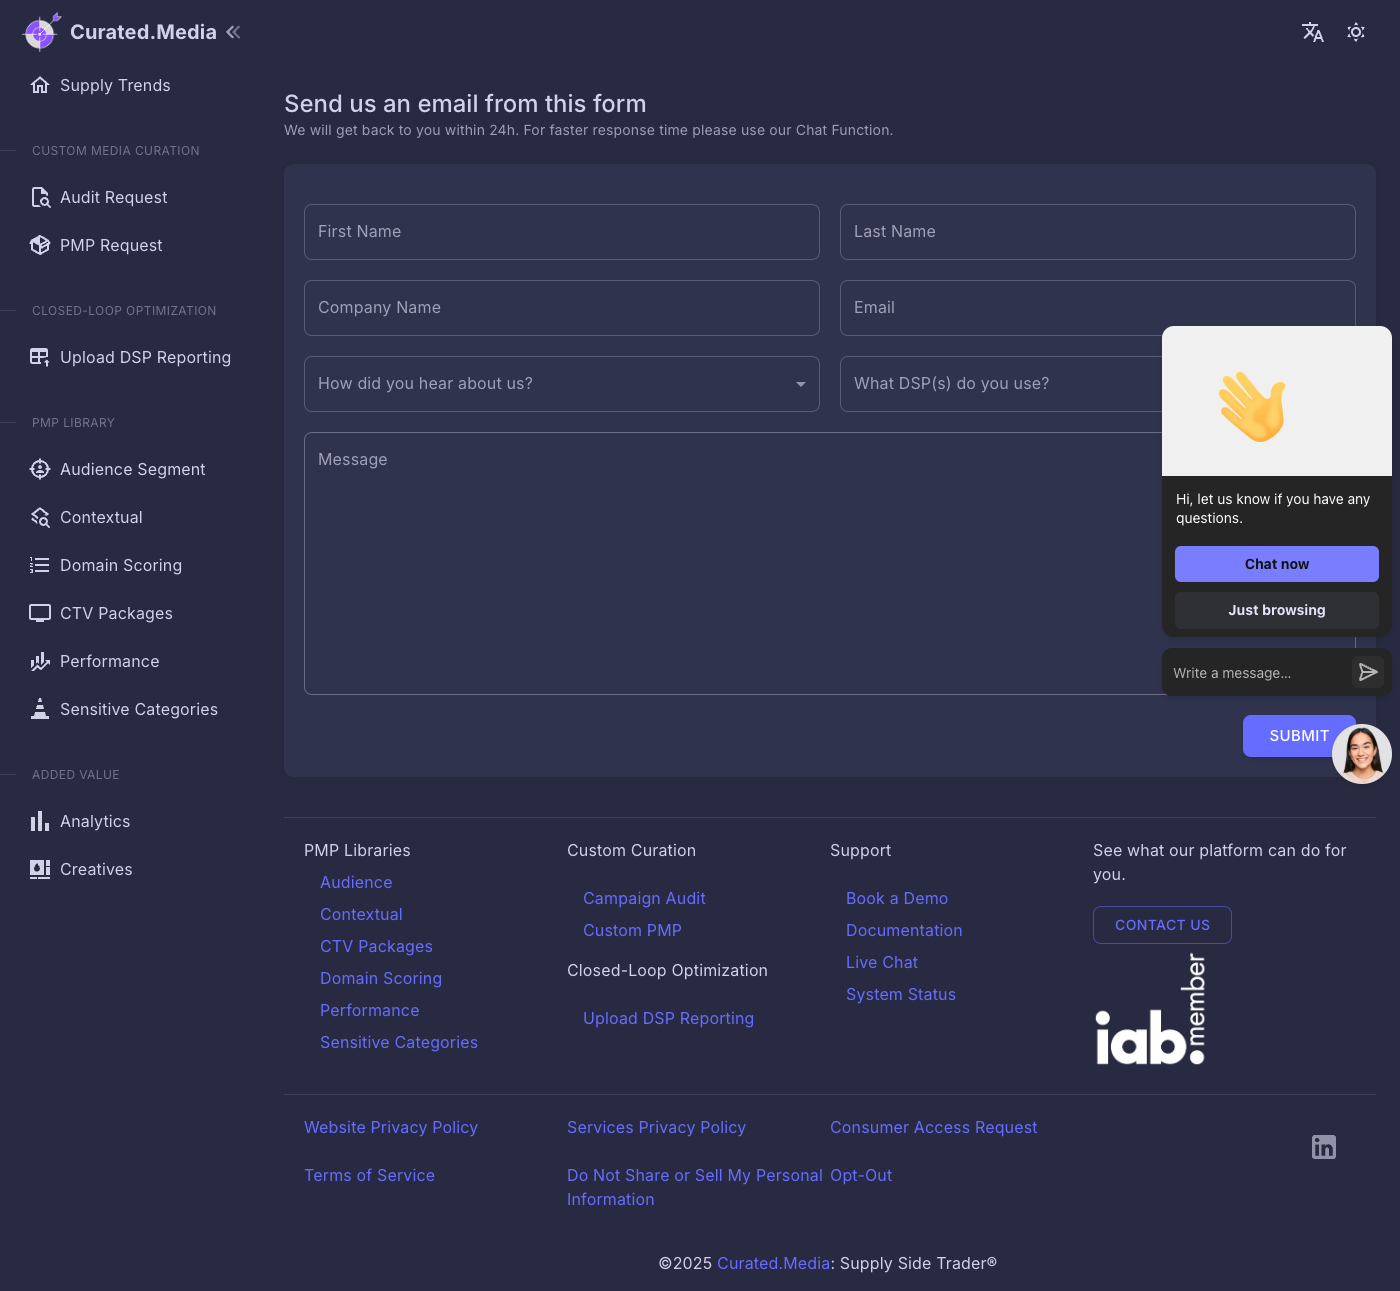 Curated.Media
Supply Trends
CUSTOM MEDIA CURATION
Audit Request
PMP Request
CLOSED-LOOP OPTIMIZATION
Upload DSP Reporting
PMP LIBRARY
Audience Segment
Contextual
Domain Scoring
CTV Packages
Performance
Sensitive Categories
ADDED VALUE
Analytics
Creatives
Send us an email from this form
We will get back to you within 24h. For faster response time please use our Chat Function.
First Name
Last Name
Company Name
Email
How did you hear about us?
What DSP(s) do you use?
Message
Hi, let us know if you have any
questions.
Chat now
Just browsing
Write a message...
SUBMIT
PMP Libraries
Audience
Contextual
CTV Packages
Domain Scoring
Performance
Sensitive Categories
Custom Curation
Campaign Audit
Custom PMP
Closed-Loop Optimization
Upload DSP Reporting
Support
Book a Demo
Documentation
Live Chat
System Status
See what our platform can do for
you.
CONTACT US
iab.
member
Website Privacy Policy
Services Privacy Policy
Consumer Access Request
Terms of Service
Do Not Share or Sell My Personal
Information
Opt-Out
in
©2025 Curated.Media: Supply Side Trader®